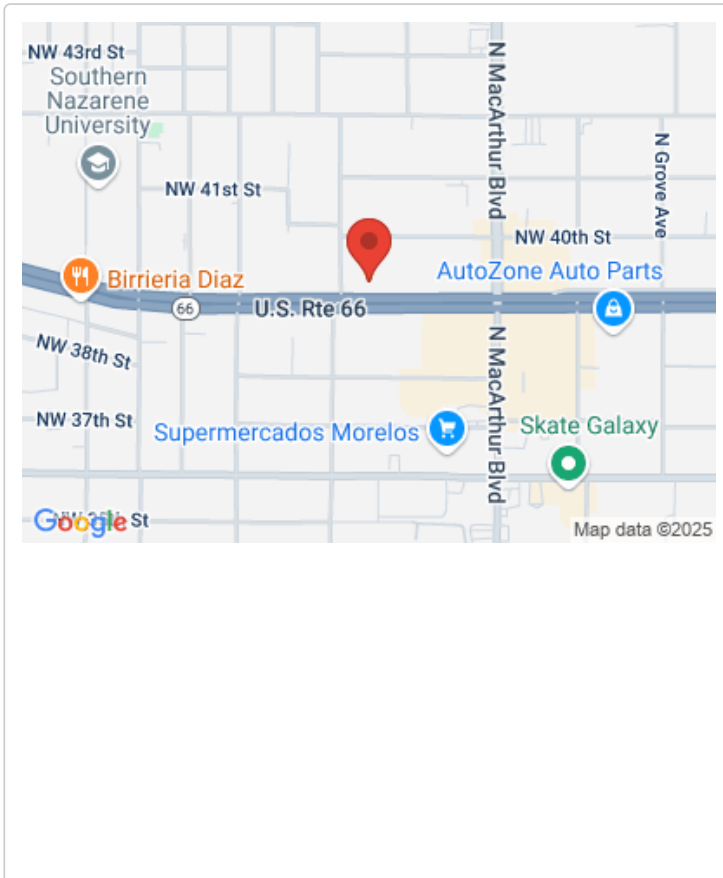 NW 43rd St
Southern
Nazarene
University
N MacArthur Blvd
N Grove Ave
NW 41st St
NW 40th St
Birrieria Diaz
AutoZone Auto Parts
66
U.S. Rte 66
NW 38th St
N MacArthur Blvd
NW 37th St
Supermercados Morelos
Skate Galaxy
Google
St
Map data ©2025